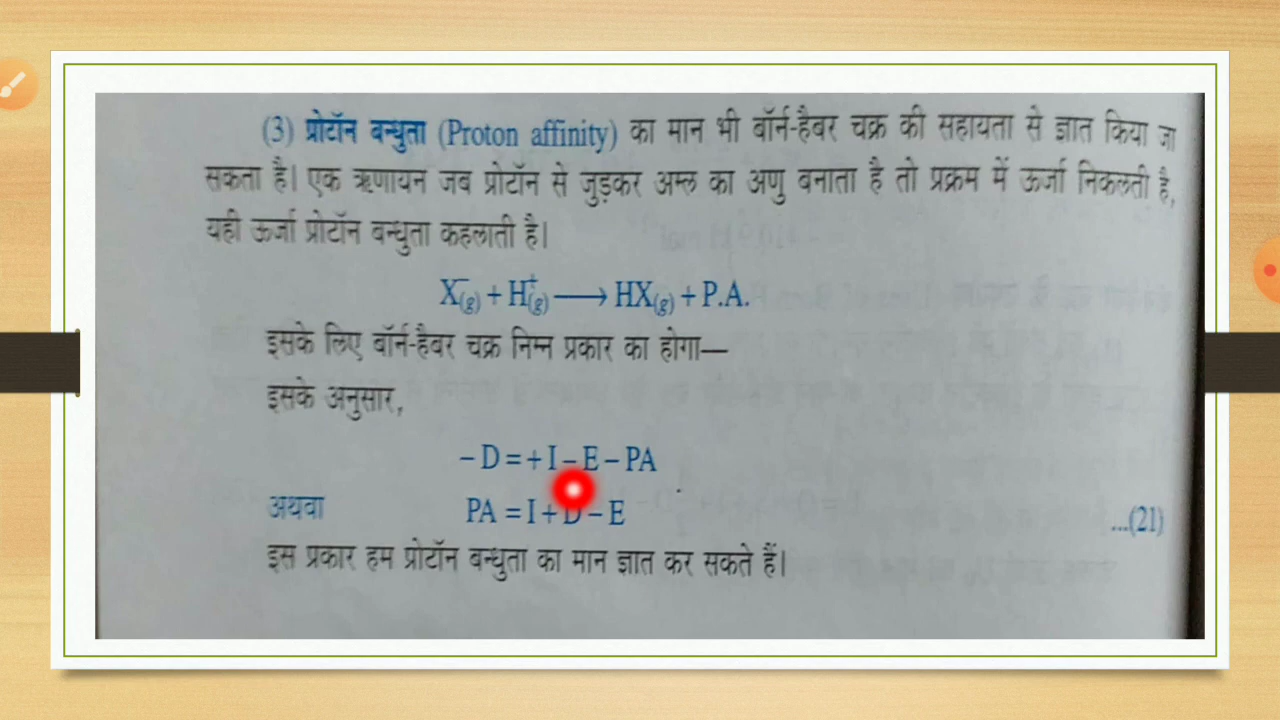 (3) प्रोटॉन बन्धुता (Proton affinity) का मान भी बॉर्न-हैबर चक्र की सहायता से ज्ञात किया जा
सकता है। एक ऋणायन जब प्रोटॉन से जुड़कर अम्ल का अणु बनाता है तो प्रक्रम में ऊर्जा निकलती है,
यही ऊर्जा प्रोटॉन बन्धुता कहलाती है।
X⁻(g) + H⁺(g) ⟶ HX(g) + P.A.
इसके लिए बॉर्न-हैबर चक्र निम्न प्रकार का होगा—
इसके अनुसार,
– D = + I – E – PA
अथवा PA = I + D – E ...(21)
इस प्रकार हम प्रोटॉन बन्धुता का मान ज्ञात कर सकते हैं।